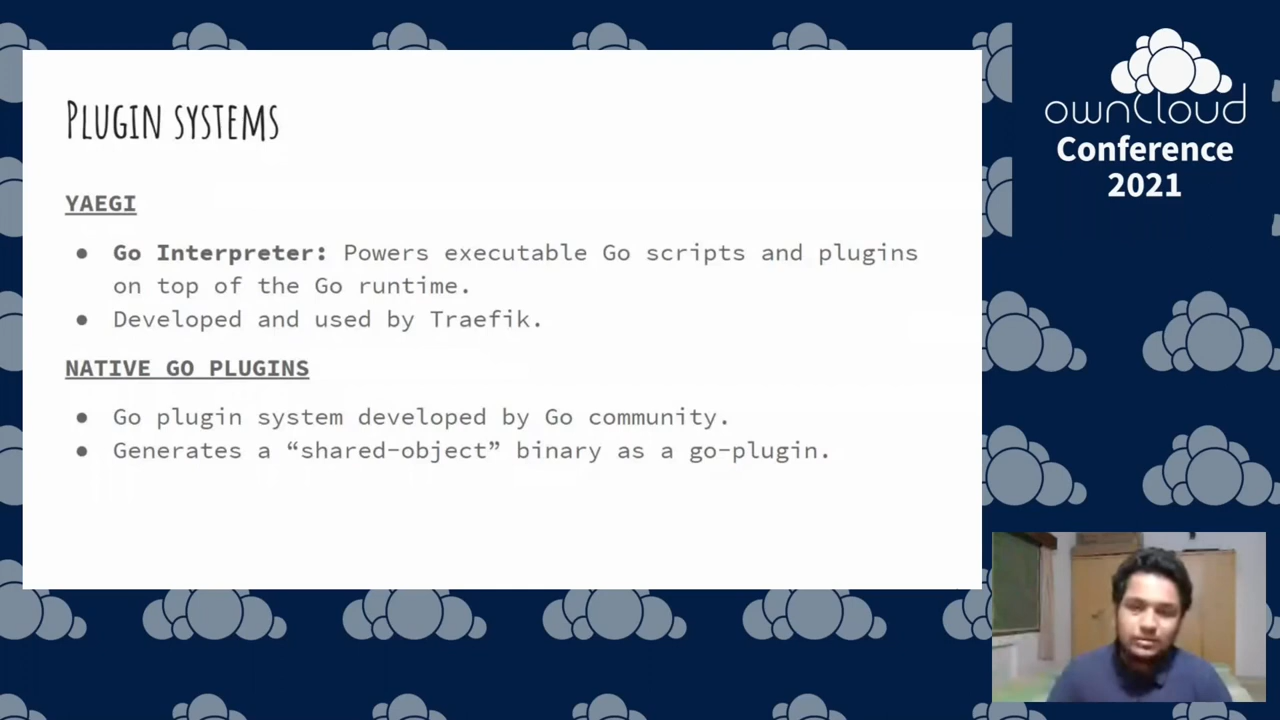 Plugin systems
YAEGI
● Go Interpreter: Powers executable Go scripts and plugins
on top of the Go runtime.
● Developed and used by Traefik.
NATIVE GO PLUGINS
● Go plugin system developed by Go community.
● Generates a “shared-object” binary as a go-plugin.
ownCloud
Conference
2021